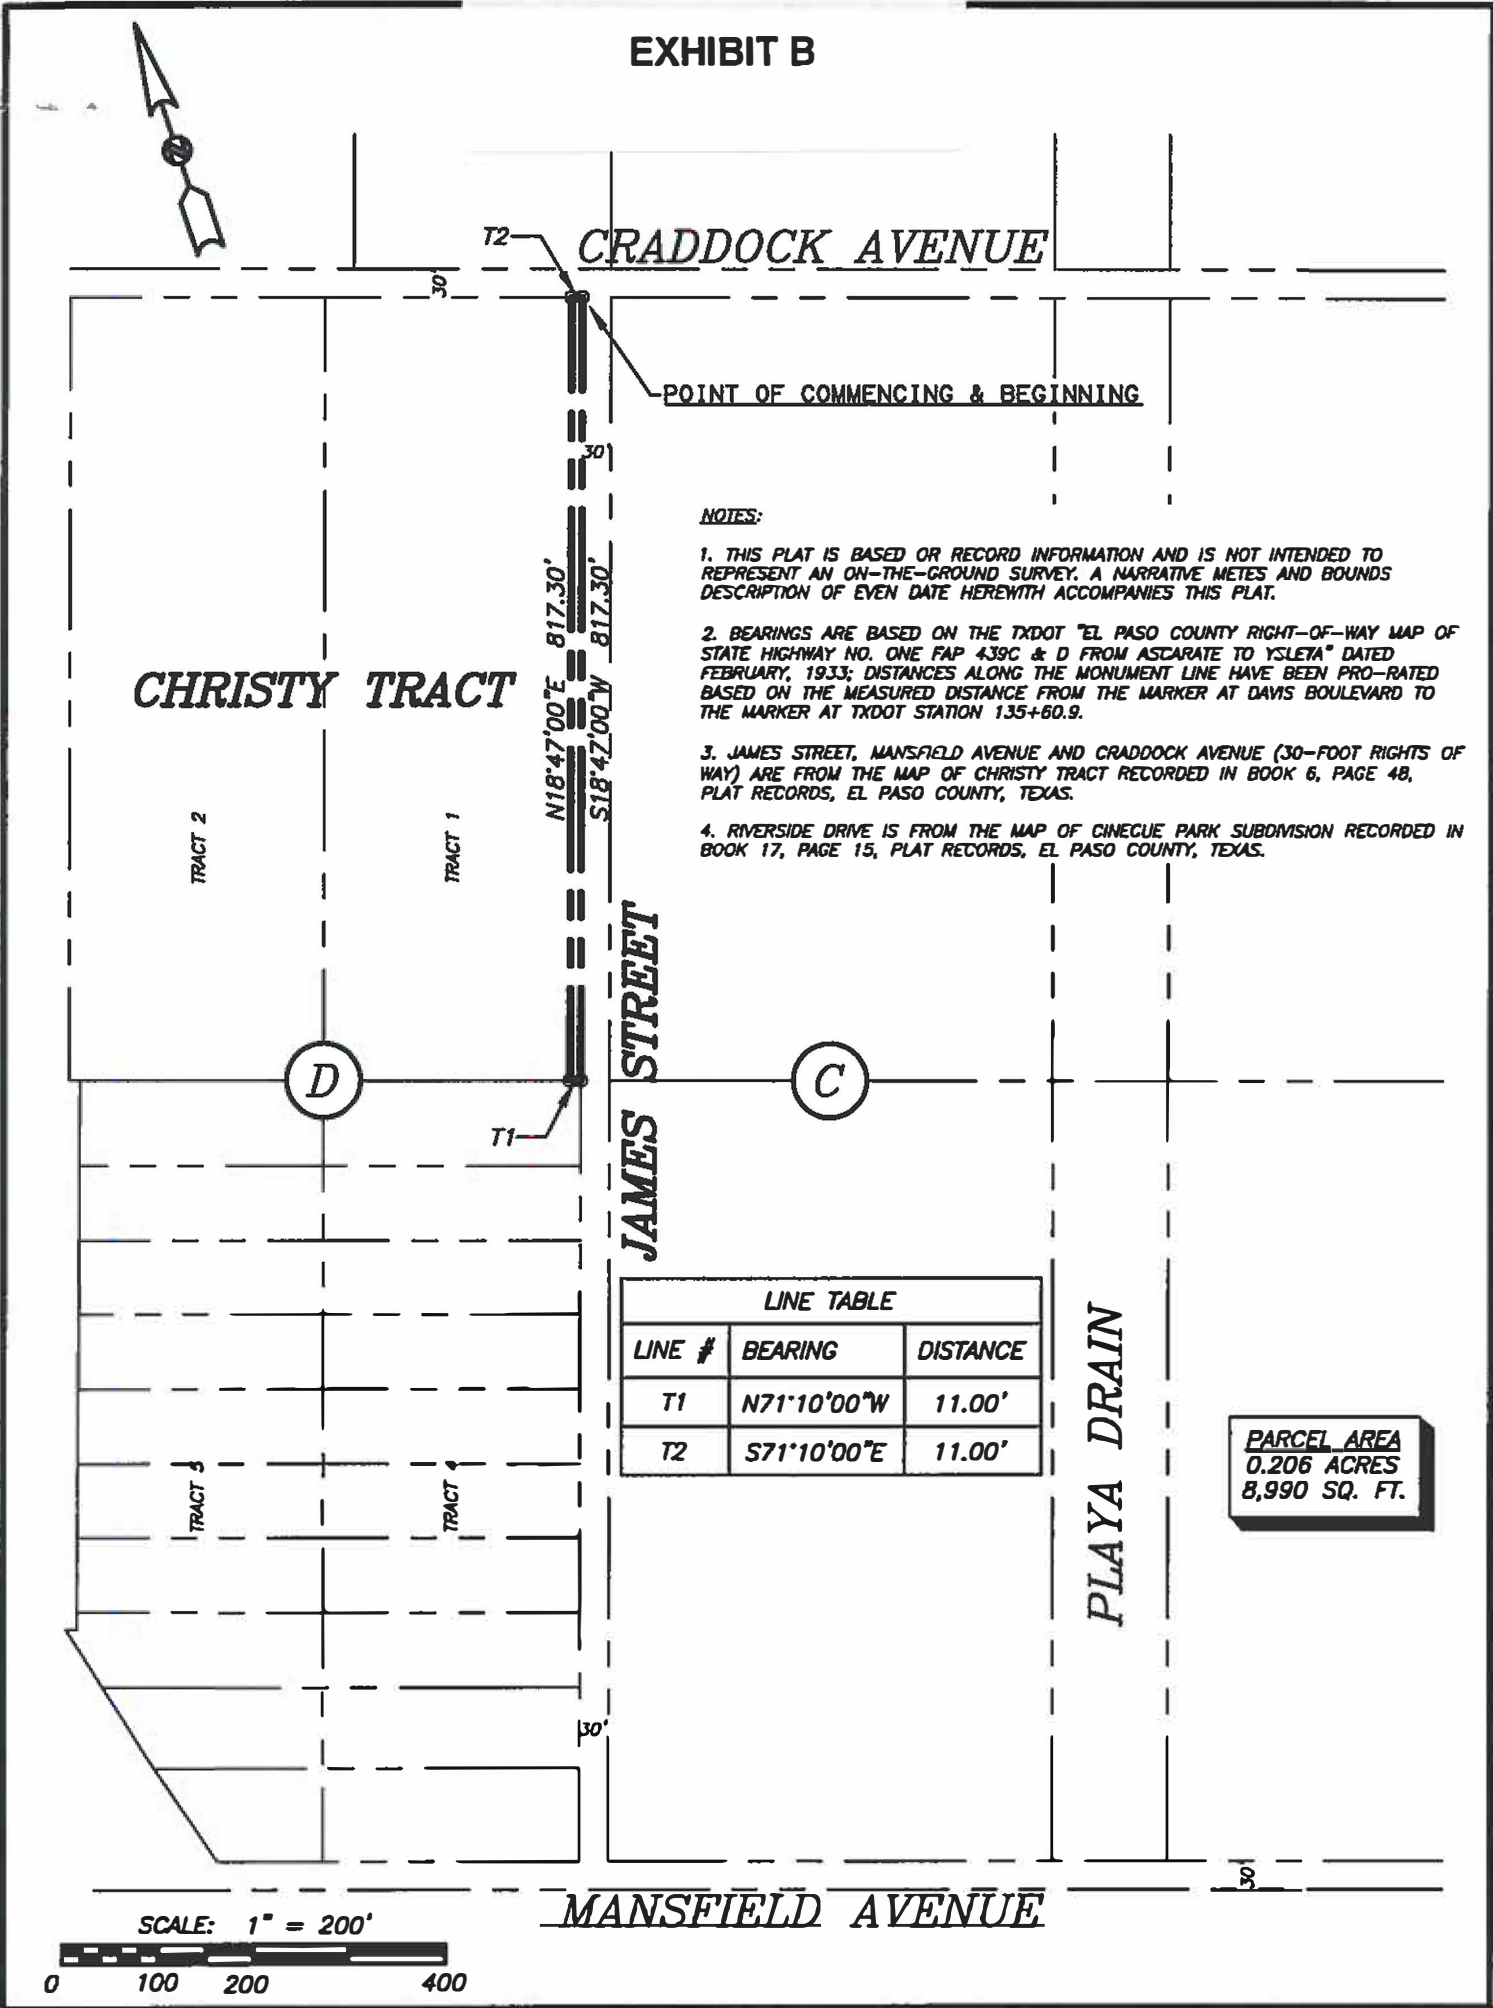 EXHIBIT B
T2
CRADDOCK AVENUE
30'
POINT OF COMMENCING & BEGINNING
30'
NOTES:
1. THIS PLAT IS BASED OR RECORD INFORMATION AND IS NOT INTENDED TO
REPRESENT AN ON-THE-GROUND SURVEY. A NARRATIVE METES AND BOUNDS
DESCRIPTION OF EVEN DATE HEREWITH ACCOMPANIES THIS PLAT.
2. BEARINGS ARE BASED ON THE TXDOT "EL PASO COUNTY RIGHT-OF-WAY MAP OF
STATE HIGHWAY NO. ONE FAP 439C & D FROM ASCARATE TO YSLETA" DATED
FEBRUARY, 1933; DISTANCES ALONG THE MONUMENT LINE HAVE BEEN PRO-RATED
BASED ON THE MEASURED DISTANCE FROM THE MARKER AT DAVIS BOULEVARD TO
THE MARKER AT TXDOT STATION 135+60.9.
3. JAMES STREET, MANSFIELD AVENUE AND CRADDOCK AVENUE (30-FOOT RIGHTS OF
WAY) ARE FROM THE MAP OF CHRISTY TRACT RECORDED IN BOOK 6, PAGE 48,
PLAT RECORDS, EL PASO COUNTY, TEXAS.
4. RIVERSIDE DRIVE IS FROM THE MAP OF CINECUE PARK SUBDIVISION RECORDED IN
BOOK 17, PAGE 15, PLAT RECORDS, EL PASO COUNTY, TEXAS.
N18°47'00"E 817.30'
S18°47'00"W 817.30'
CHRISTY TRACT
TRACT 2
TRACT 1
JAMES STREET
D
C
T1
LINE TABLE
LINE # BEARING DISTANCE
T1 N71°10'00"W 11.00'
T2 S71°10'00"E 11.00'
PLAYA DRAIN
PARCEL AREA
0.206 ACRES
8,990 SQ. FT.
TRACT 4
30'
30'
MANSFIELD AVENUE
SCALE: 1" = 200'
0 100 200 400